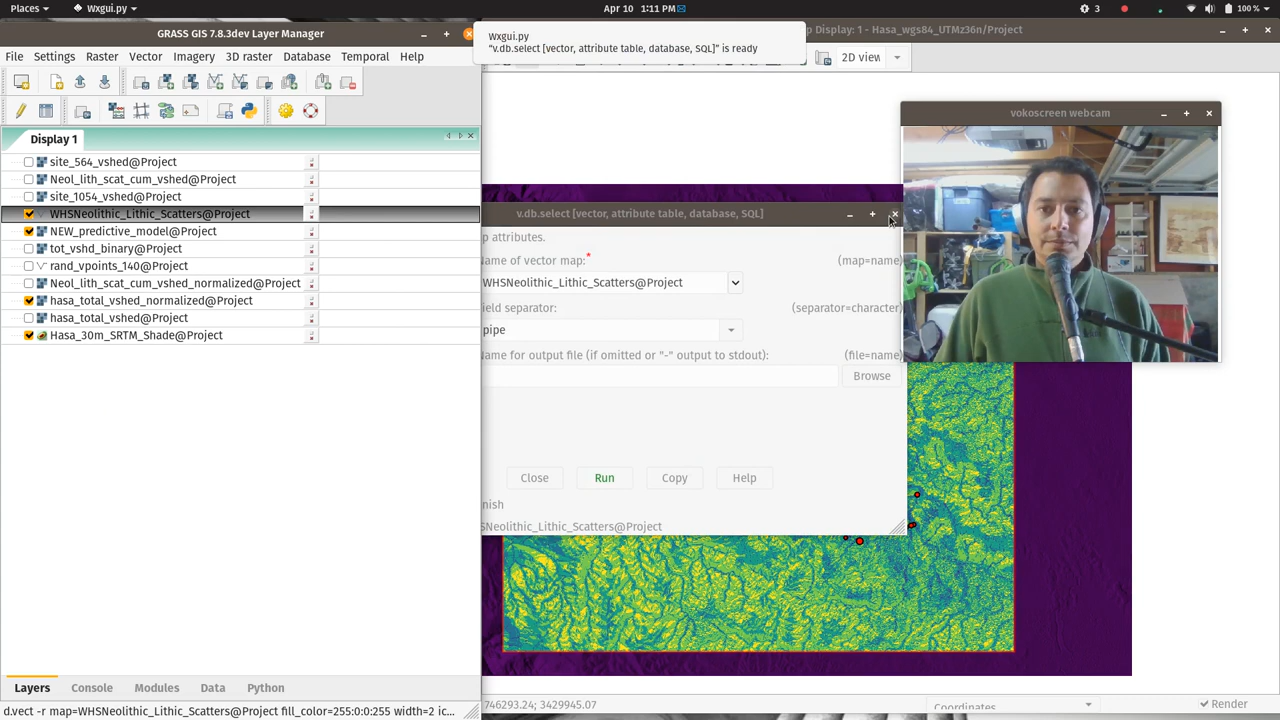 Places
Wxgui.py
Apr 10 1:11 PM
3
100 %
GRASS GIS 7.8.3dev Layer Manager
p Display: 1 - Hasa_wgs84_UTMz36n/Project
Wxgui.py
"v.db.select [vector, attribute table, database, SQL]" is ready
File Settings Raster Vector Imagery 3D raster Database Temporal Help
2D view
vokoscreen webcam
Display 1
site_564_vshed@Project
Neol_lith_scat_cum_vshed@Project
site_1054_vshed@Project
WHSNeolithic_Lithic_Scatters@Project
NEW_predictive_model@Project
tot_vshd_binary@Project
rand_vpoints_140@Project
Neol_lith_scat_cum_vshed_normalized@Project
hasa_total_vshed_normalized@Project
hasa_total_vshed@Project
Hasa_30m_SRTM_Shade@Project
v.db.select [vector, attribute table, database, SQL]
p attributes.
Name of vector map:* (map=name)
WHSNeolithic_Lithic_Scatters@Project
ield separator: (separator=character)
pipe
Name for output file (if omitted or "-" output to stdout): (file=name)
Browse
Close Run Copy Help
nish
SNeolithic_Lithic_Scatters@Project
Layers Console Modules Data Python
d.vect -r map=WHSNeolithic_Lithic_Scatters@Project fill_color=255:0:0:255 width=2 ic...
746293.24; 3429945.07
Coordinates
Render